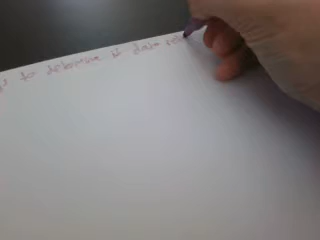 to determine if data